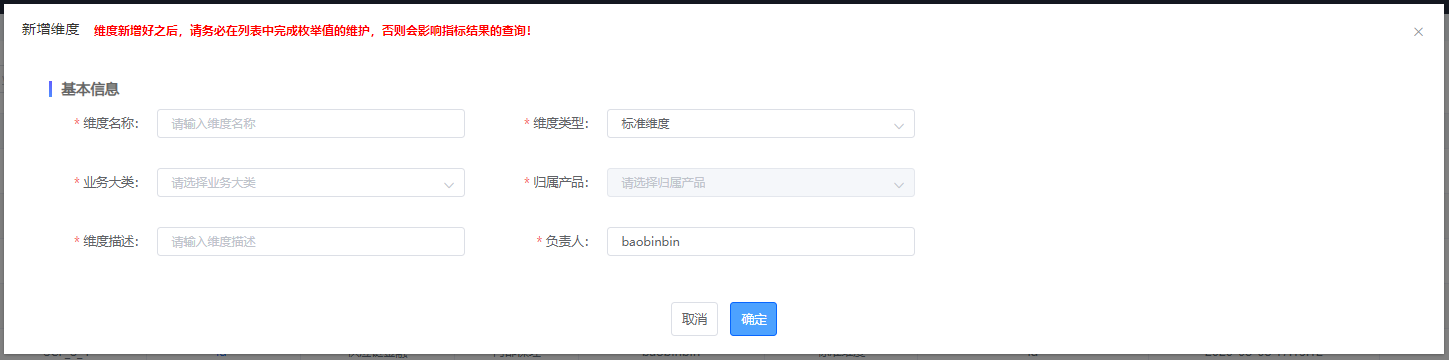 新增维度 维度新增好之后，请务必在列表中完成枚举值的维护，否则会影响指标结果的查询！
基本信息
* 维度名称： 请输入维度名称 * 维度类型： 标准维度
* 业务大类： 请选择业务大类 * 归属产品： 请选择归属产品
* 维度描述： 请输入维度描述 * 负责人： baobinbin
取消 确定